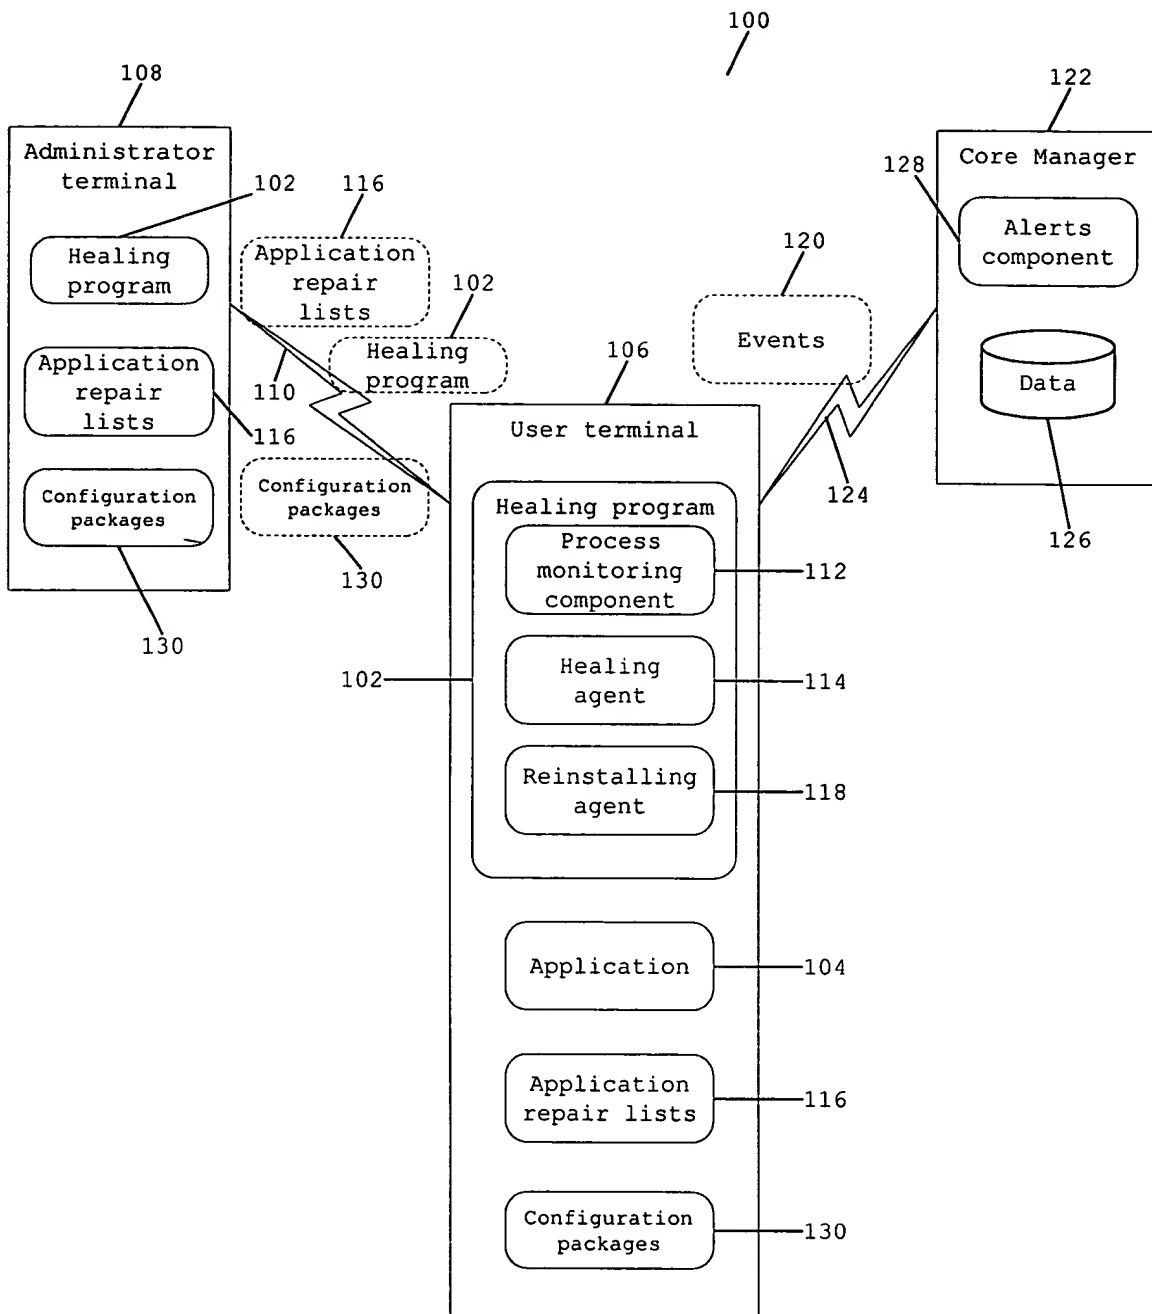 100
108
122
Administrator
terminal
Core Manager
128
102
116
Alerts
component
Healing
program
Application
repair
lists
120
102
Events
Application
repair
lists
110
Healing
program
106
Data
116
User terminal
124
Configuration
packages
Configuration
packages
126
130
130
Healing program
Process
monitoring
component
112
102
Healing
agent
114
Reinstalling
agent
118
Application
104
Application
repair lists
116
Configuration
packages
130